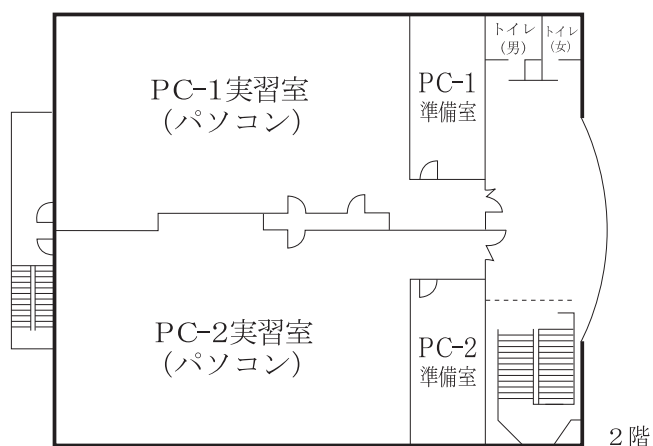 トイレ
(男)
トイレ
(女)
PC-1実習室
(パソコン)
PC-1
準備室
PC-2実習室
(パソコン)
PC-2
準備室
2階